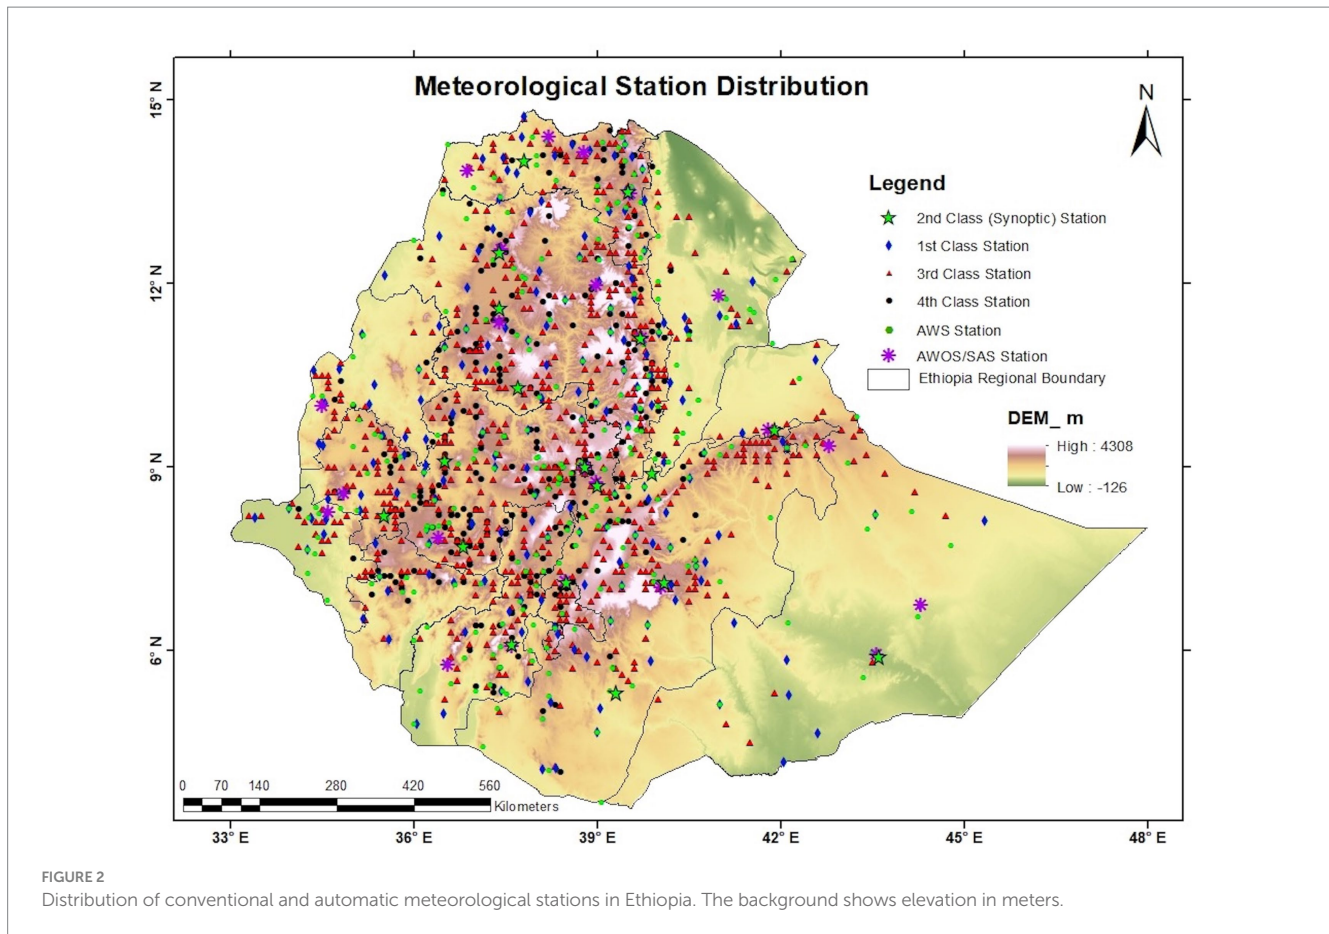 Meteorological Station Distribution
N
15° N
12° N
9° N
6° N
Legend
2nd Class (Synoptic) Station
1st Class Station
3rd Class Station
4th Class Station
AWS Station
AWOS/SAS Station
Ethiopia Regional Boundary
DEM_ m
High : 4308
Low : -126
0 70 140 280 420 560
Kilometers
33° E 36° E 39° E 42° E 45° E 48° E
FIGURE 2
Distribution of conventional and automatic meteorological stations in Ethiopia. The background shows elevation in meters.